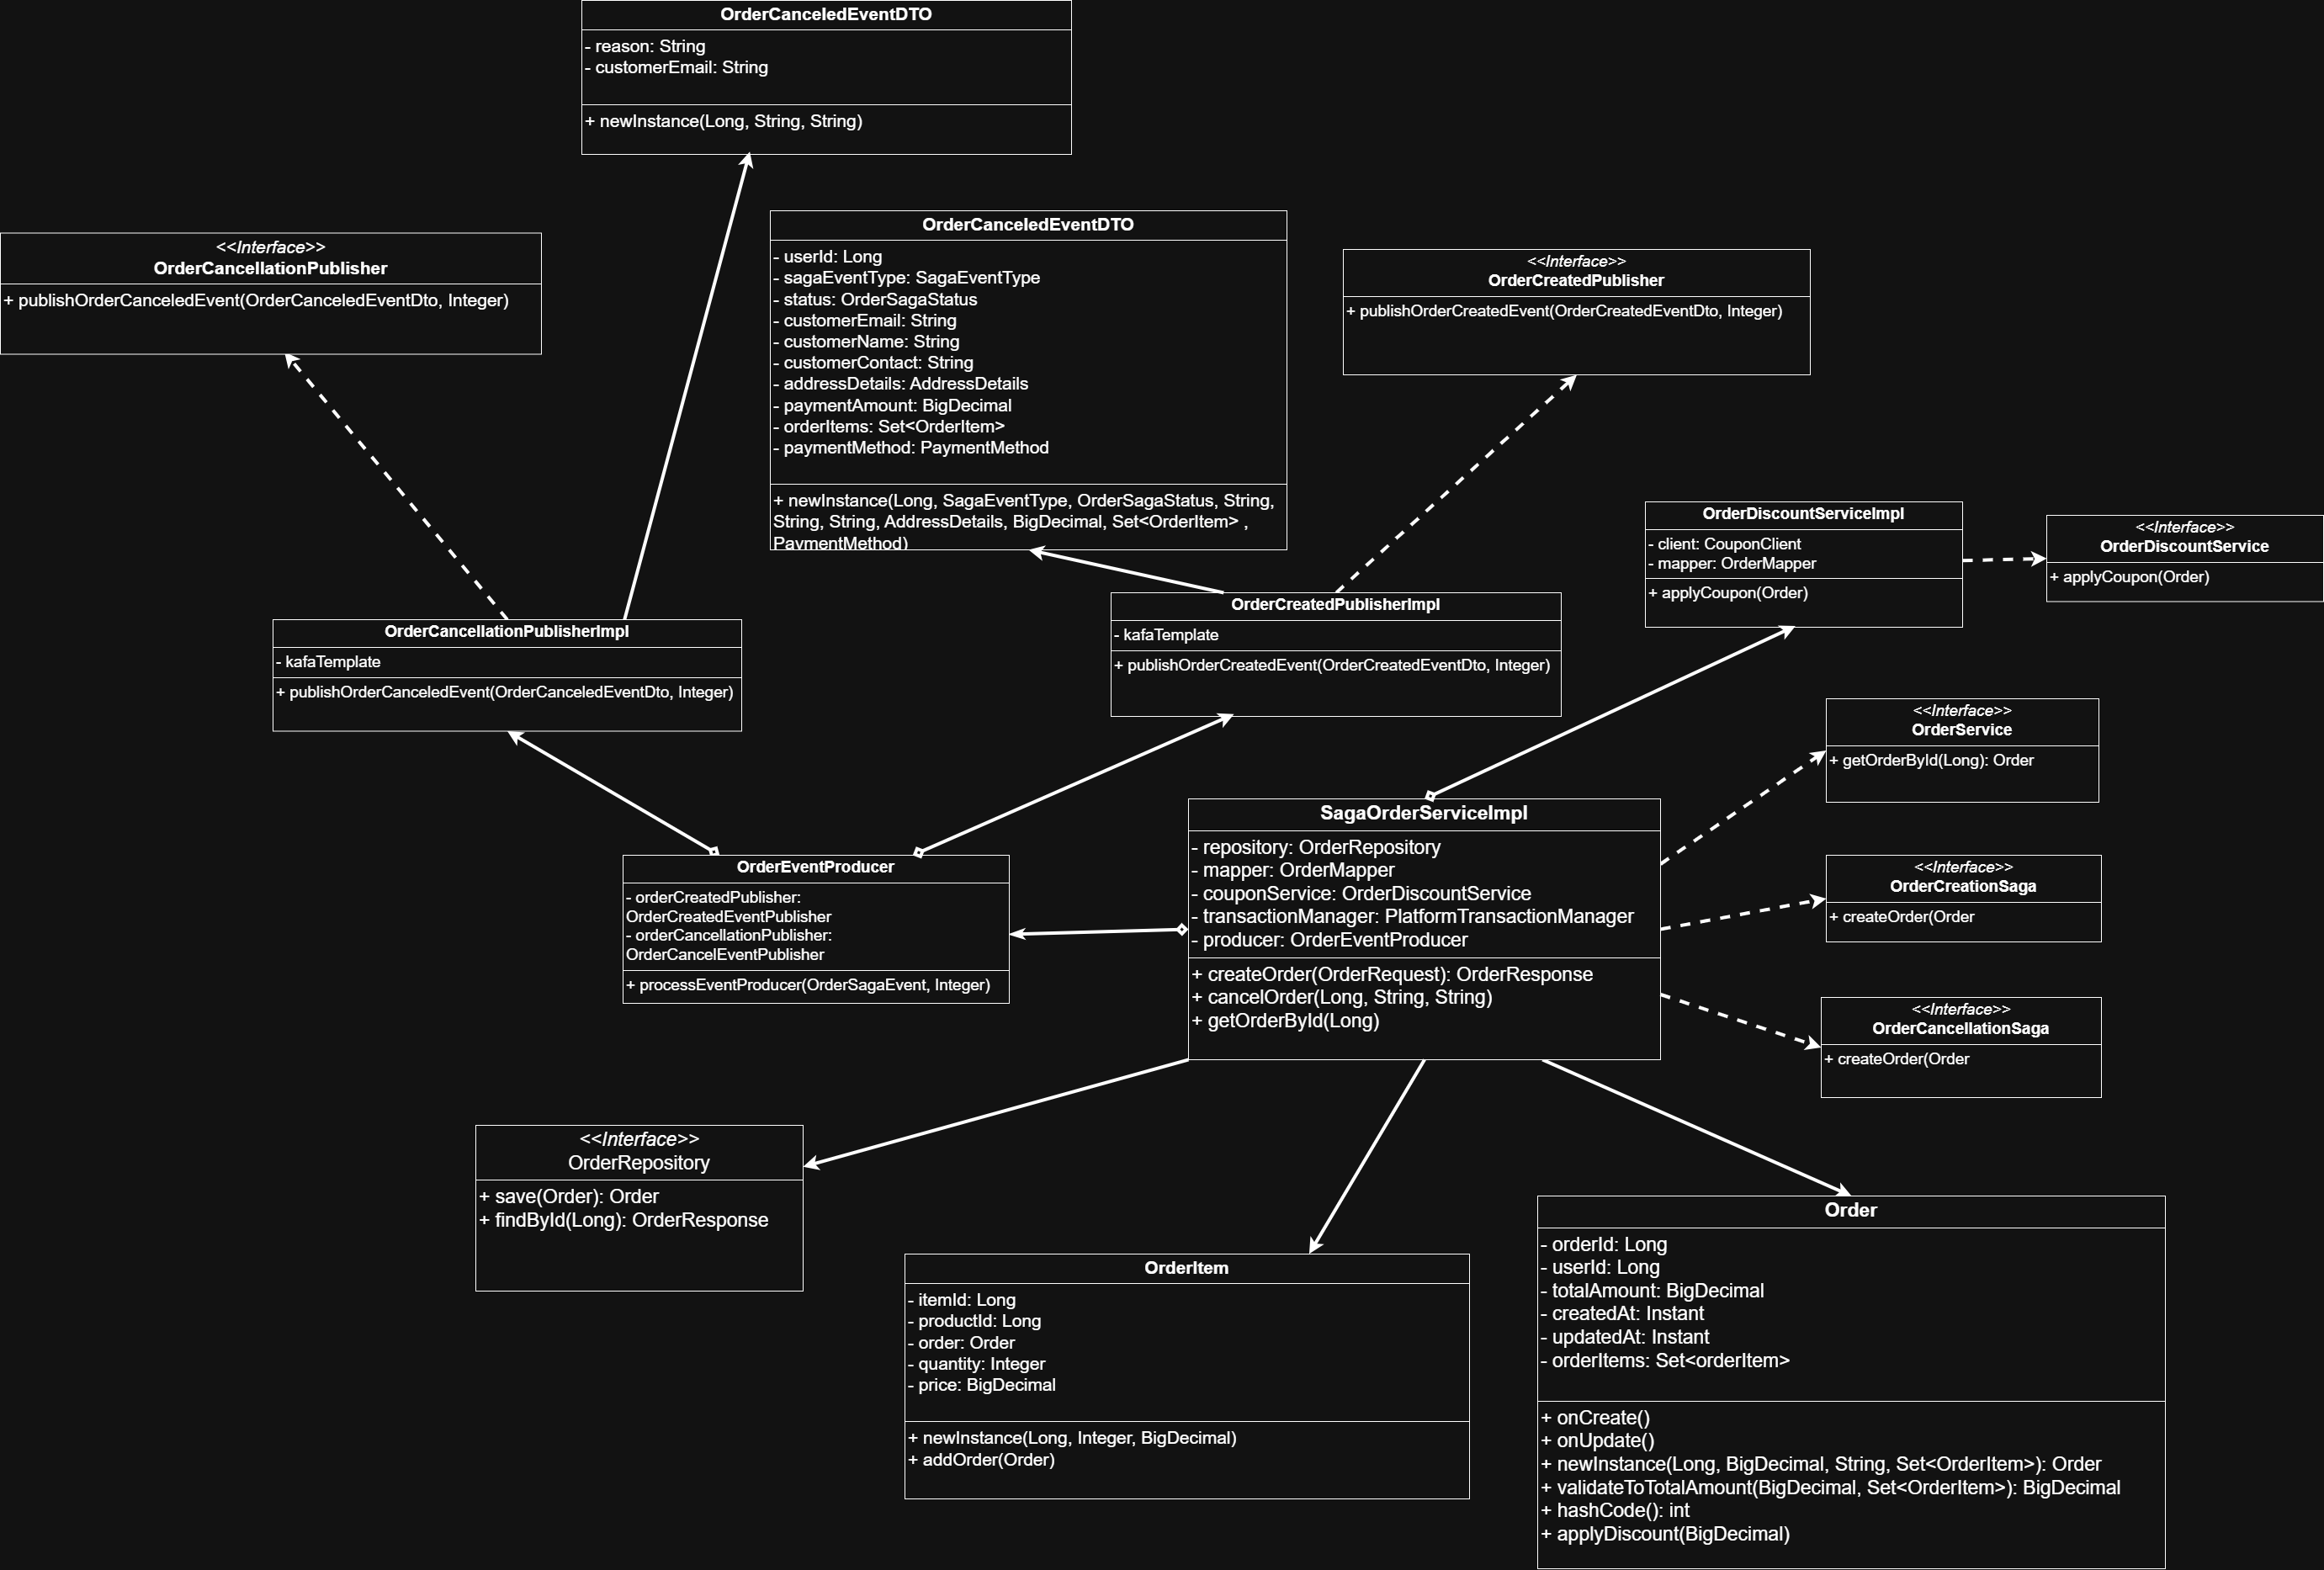 OrderCanceledEventDTO
- reason: String
- customerEmail: String
+ newInstance(Long, String, String)
<<Interface>>
OrderCancellationPublisher
+ publishOrderCanceledEvent(OrderCanceledEventDto, Integer)
OrderCanceledEventDTO
- userId: Long
- sagaEventType: SagaEventType
- status: OrderSagaStatus
- customerEmail: String
- customerName: String
- customerContact: String
- addressDetails: AddressDetails
- paymentAmount: BigDecimal
- orderItems: Set<OrderItem>
- paymentMethod: PaymentMethod
+ newInstance(Long, SagaEventType, OrderSagaStatus, String,
String, String, AddressDetails, BigDecimal, Set<OrderItem> ,
PaymentMethod)
<<Interface>>
OrderCreatedPublisher
+ publishOrderCreatedEvent(OrderCreatedEventDto, Integer)
OrderDiscountServiceImpl
- client: CouponClient
- mapper: OrderMapper
+ applyCoupon(Order)
<<Interface>>
OrderDiscountService
+ applyCoupon(Order)
OrderCancellationPublisherImpl
- kafaTemplate
+ publishOrderCanceledEvent(OrderCanceledEventDto, Integer)
OrderCreatedPublisherImpl
- kafaTemplate
+ publishOrderCreatedEvent(OrderCreatedEventDto, Integer)
<<Interface>>
OrderService
+ getOrderById(Long): Order
OrderEventProducer
- orderCreatedPublisher:
OrderCreatedEventPublisher
- orderCancellationPublisher:
OrderCancelEventPublisher
+ processEventProducer(OrderSagaEvent, Integer)
SagaOrderServiceImpl
- repository: OrderRepository
- mapper: OrderMapper
- couponService: OrderDiscountService
- transactionManager: PlatformTransactionManager
- producer: OrderEventProducer
+ createOrder(OrderRequest): OrderResponse
+ cancelOrder(Long, String, String)
+ getOrderById(Long)
<<Interface>>
OrderCreationSaga
+ createOrder(Order
<<Interface>>
OrderCancellationSaga
+ createOrder(Order
<<Interface>>
OrderRepository
+ save(Order): Order
+ findById(Long): OrderResponse
OrderItem
- itemId: Long
- productId: Long
- order: Order
- quantity: Integer
- price: BigDecimal
+ newInstance(Long, Integer, BigDecimal)
+ addOrder(Order)
Order
- orderId: Long
- userId: Long
- totalAmount: BigDecimal
- createdAt: Instant
- updatedAt: Instant
- orderItems: Set<orderItem>
+ onCreate()
+ onUpdate()
+ newInstance(Long, BigDecimal, String, Set<OrderItem>): Order
+ validateToTotalAmount(BigDecimal, Set<OrderItem>): BigDecimal
+ hashCode(): int
+ applyDiscount(BigDecimal)